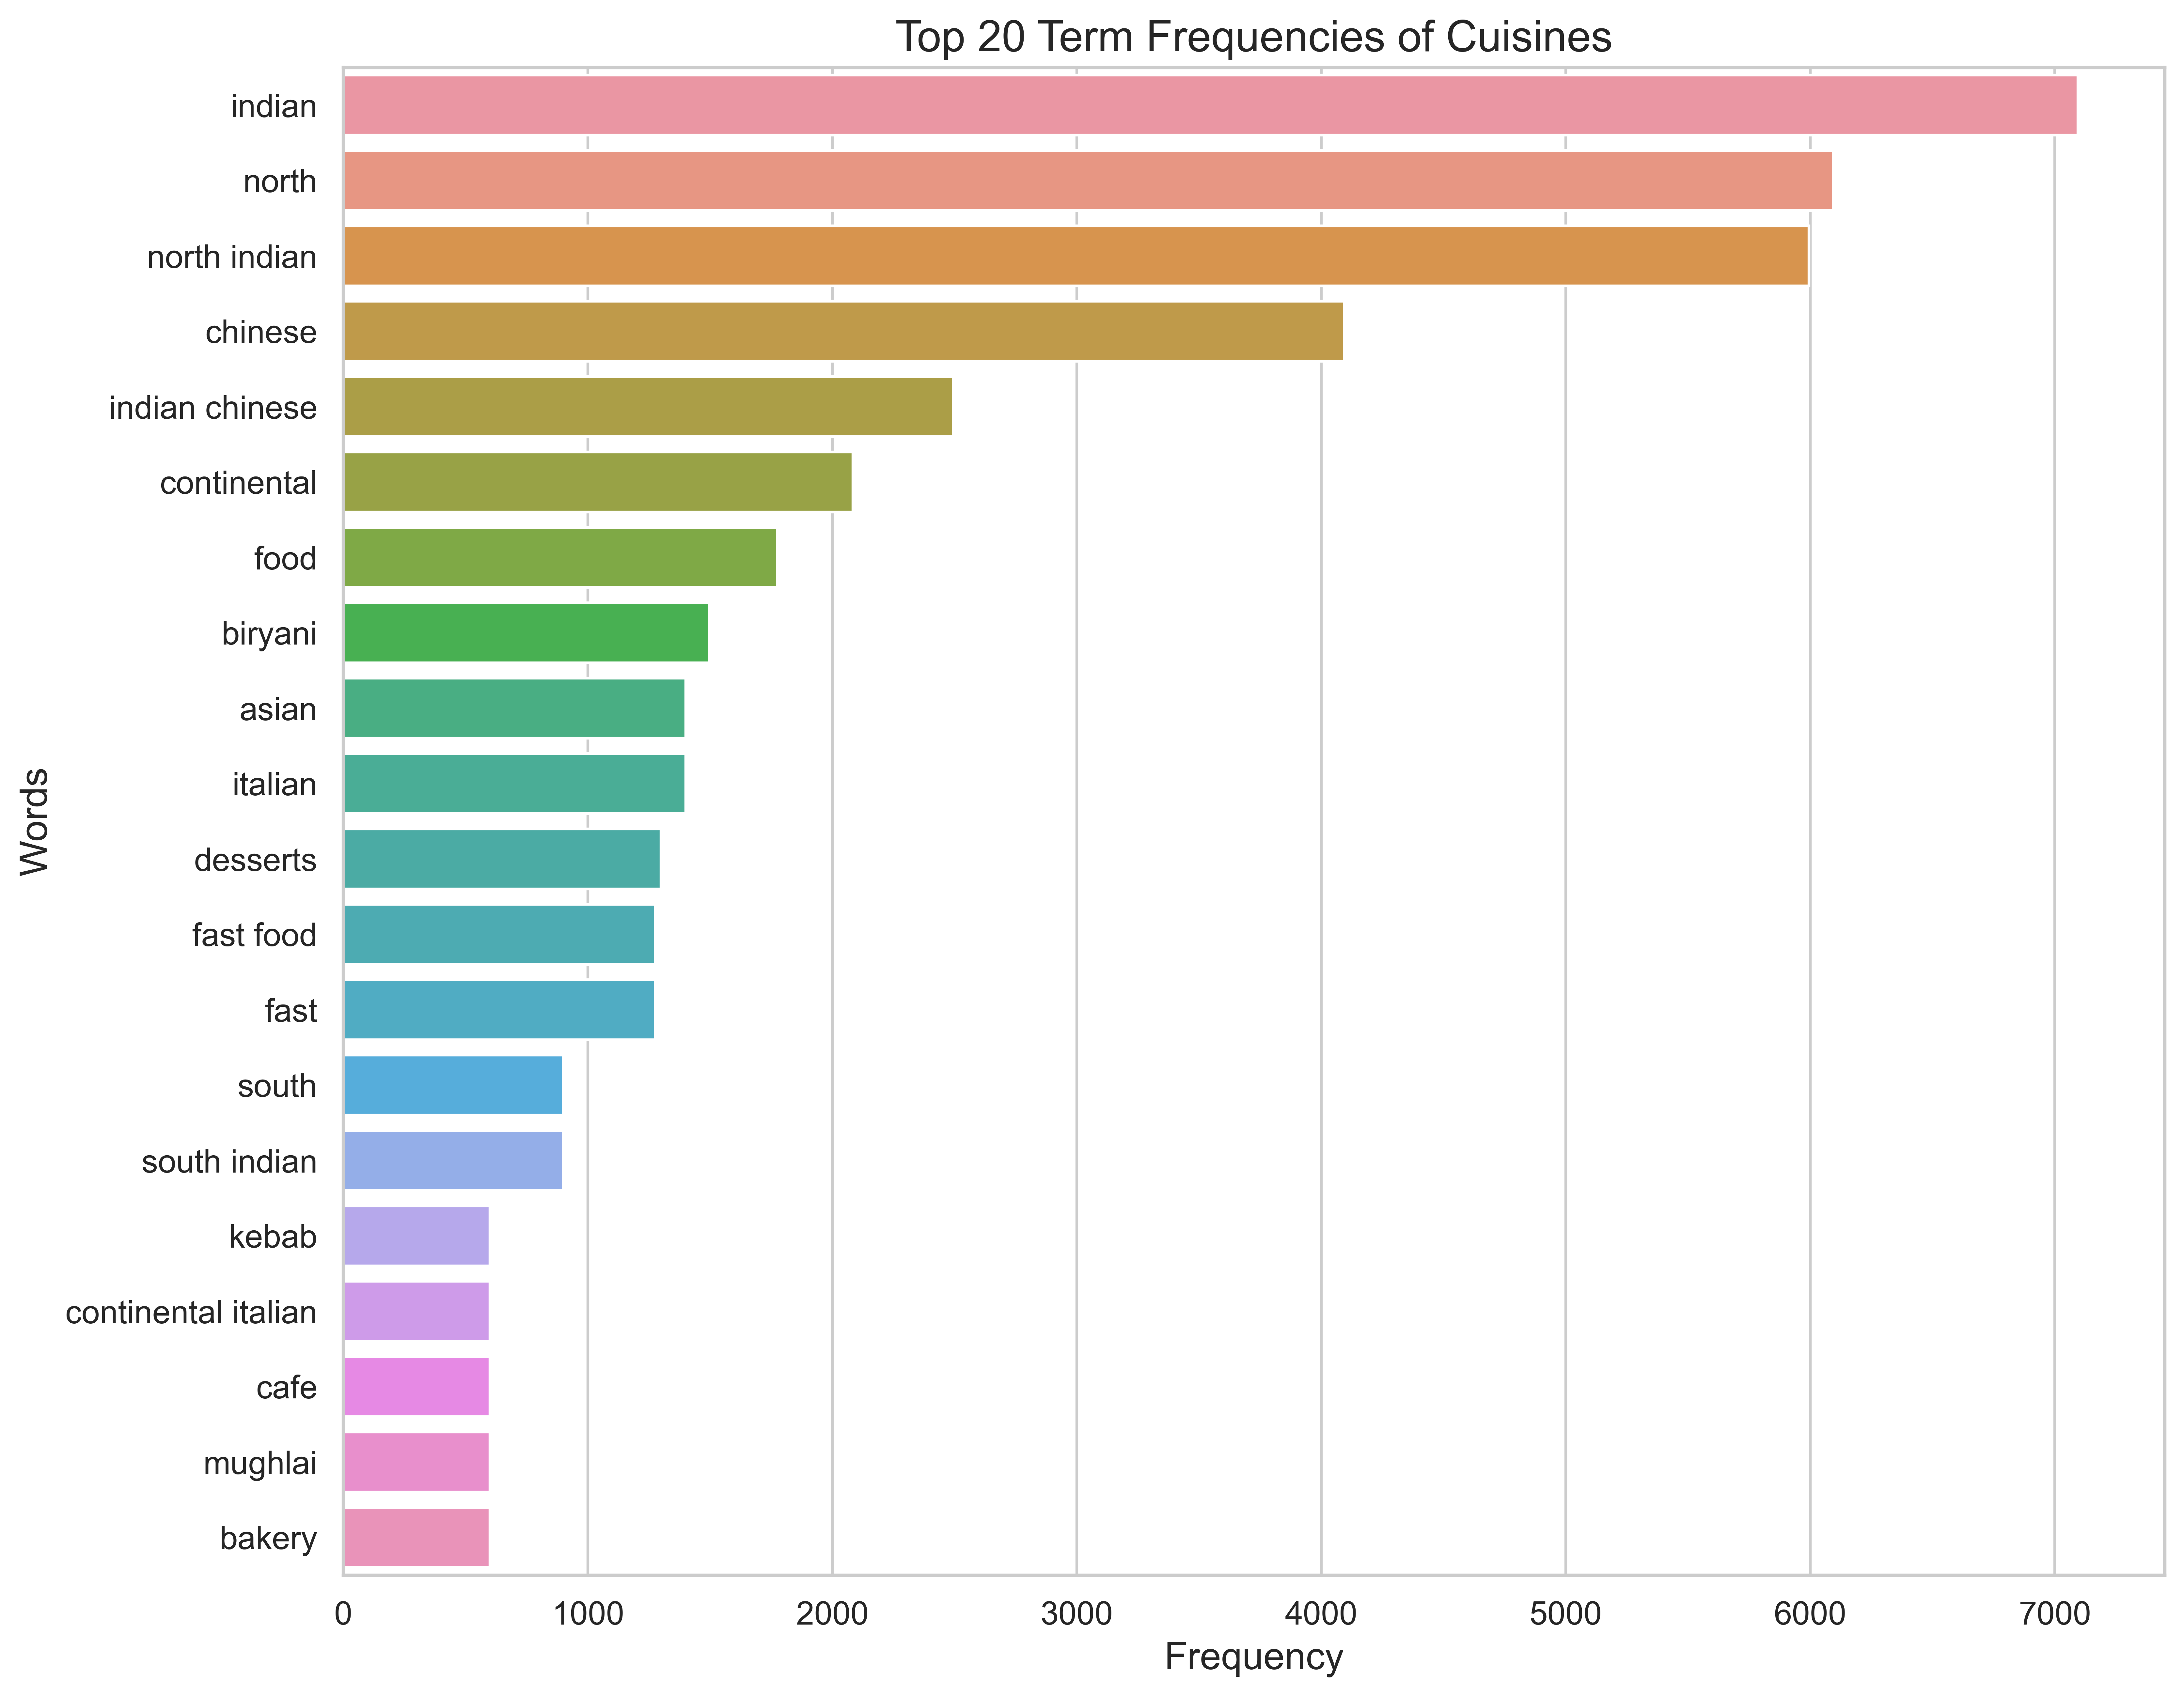 Top 20 Term Frequencies of Cuisines
Words
indian
north
north indian
chinese
indian chinese
continental
food
biryani
asian
italian
desserts
fast food
fast
south
south indian
kebab
continental italian
cafe
mughlai
bakery
0 1000 2000 3000 4000 5000 6000 7000
Frequency